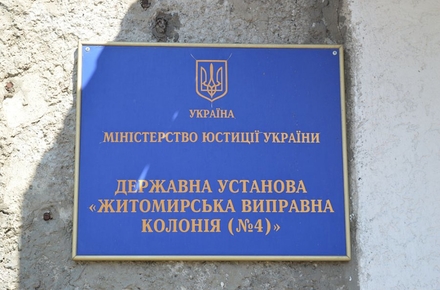 УКРАЇНА
МІНІСТЕРСТВО ЮСТИЦІЇ УКРАЇНИ
ДЕРЖАВНА УСТАНОВА
«ЖИТОМИРСЬКА ВИПРАВНА
КОЛОНІЯ (№4)»